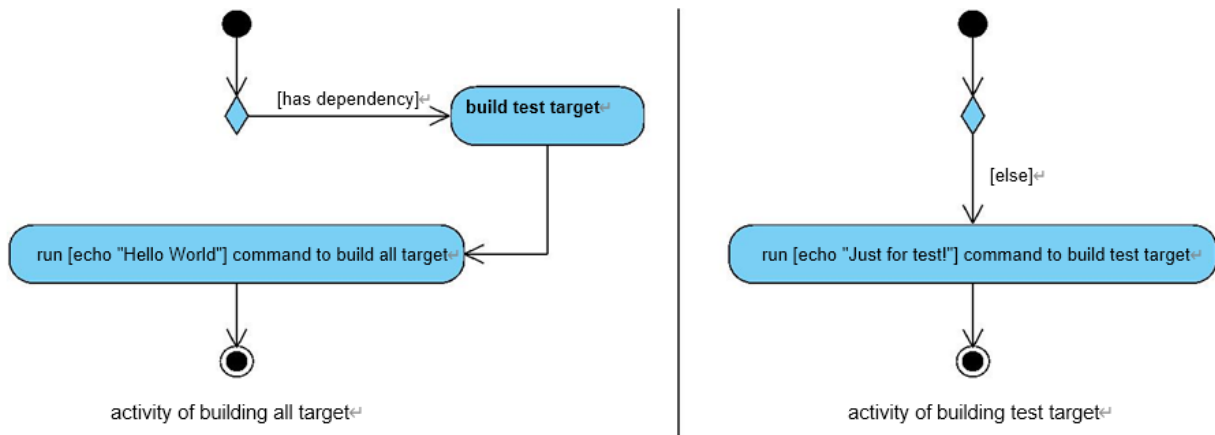 [has dependency]↵
build test target↵
run [echo "Hello World"] command to build all target↵
activity of building all target↵
[else]↵
run [echo "Just for test!"] command to build test target↵
activity of building test target↵